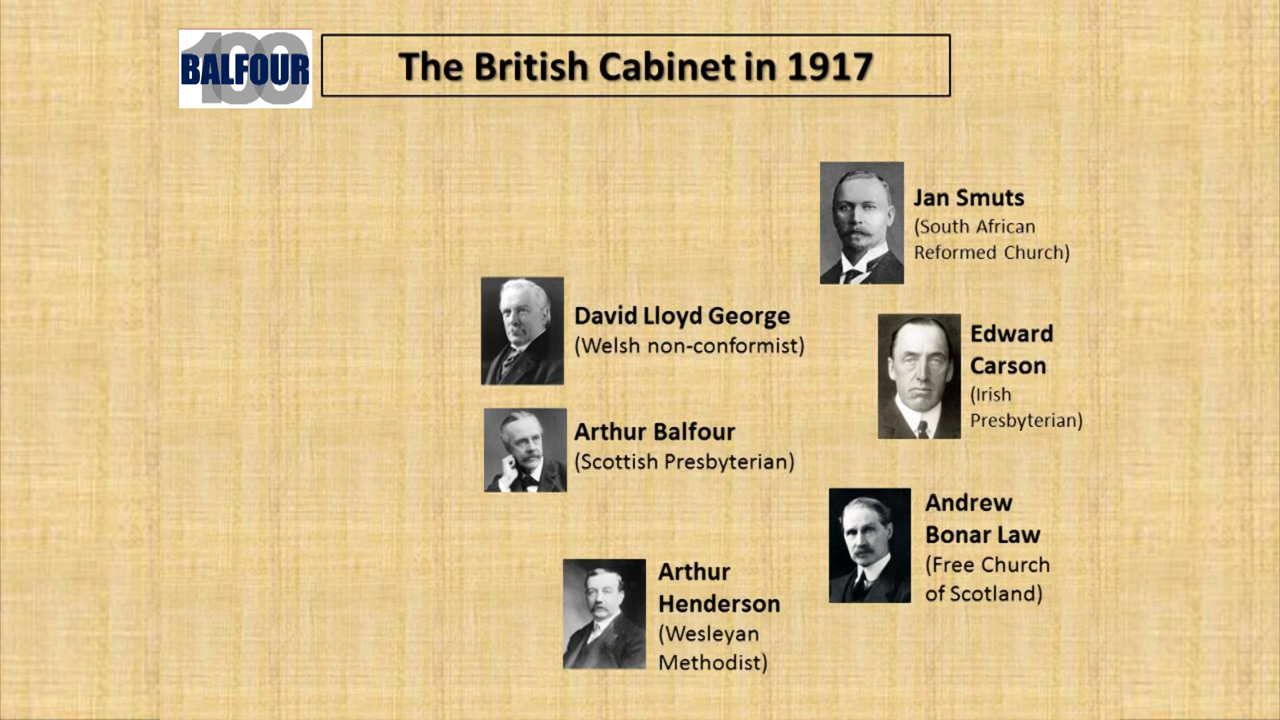 100
BALFOUR
The British Cabinet in 1917
Jan Smuts
(South African
Reformed Church)
David Lloyd George
(Welsh non-conformist)
Edward
Carson
(Irish
Presbyterian)
Arthur Balfour
(Scottish Presbyterian)
Andrew
Bonar Law
(Free Church
of Scotland)
Arthur
Henderson
(Wesleyan
Methodist)